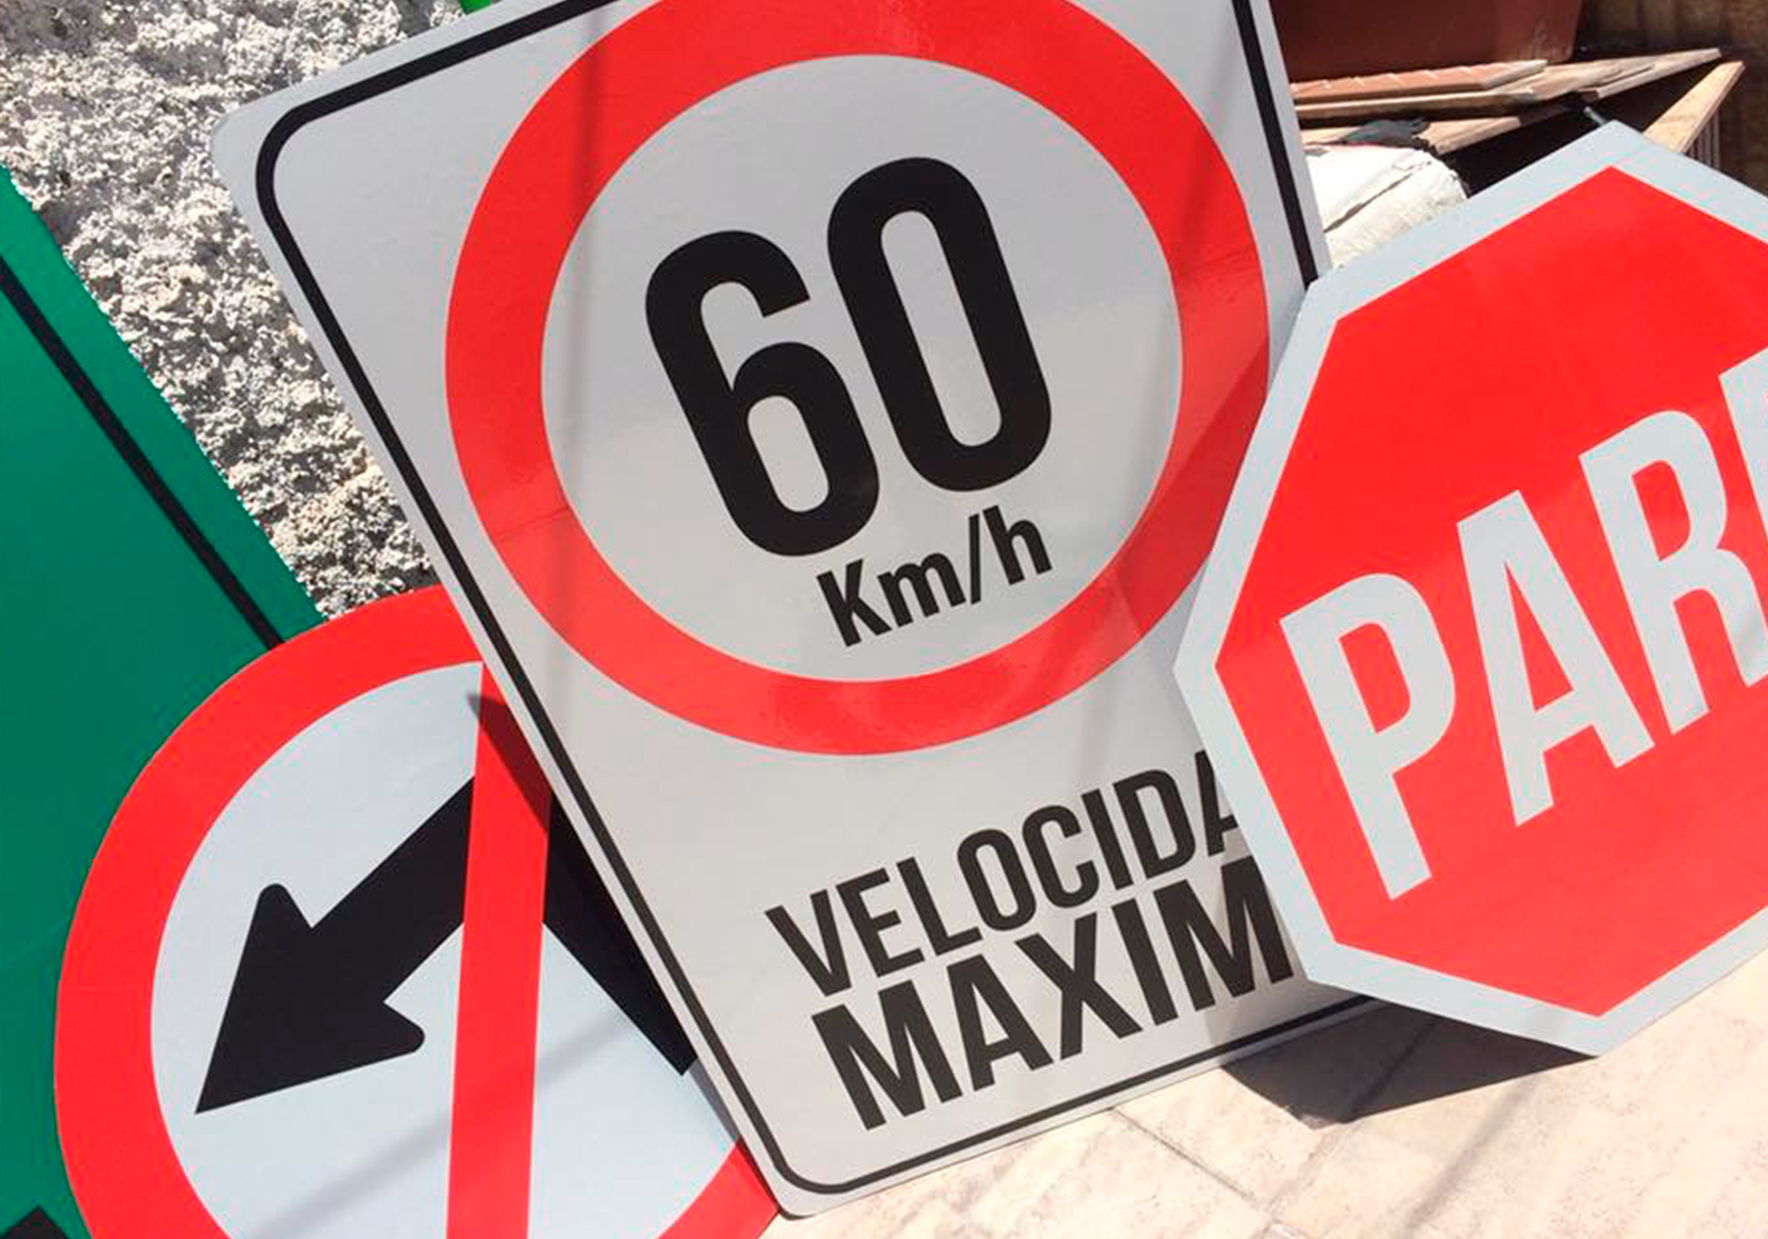 60
Km/h
VELOCIDA
MAXIM
PAR